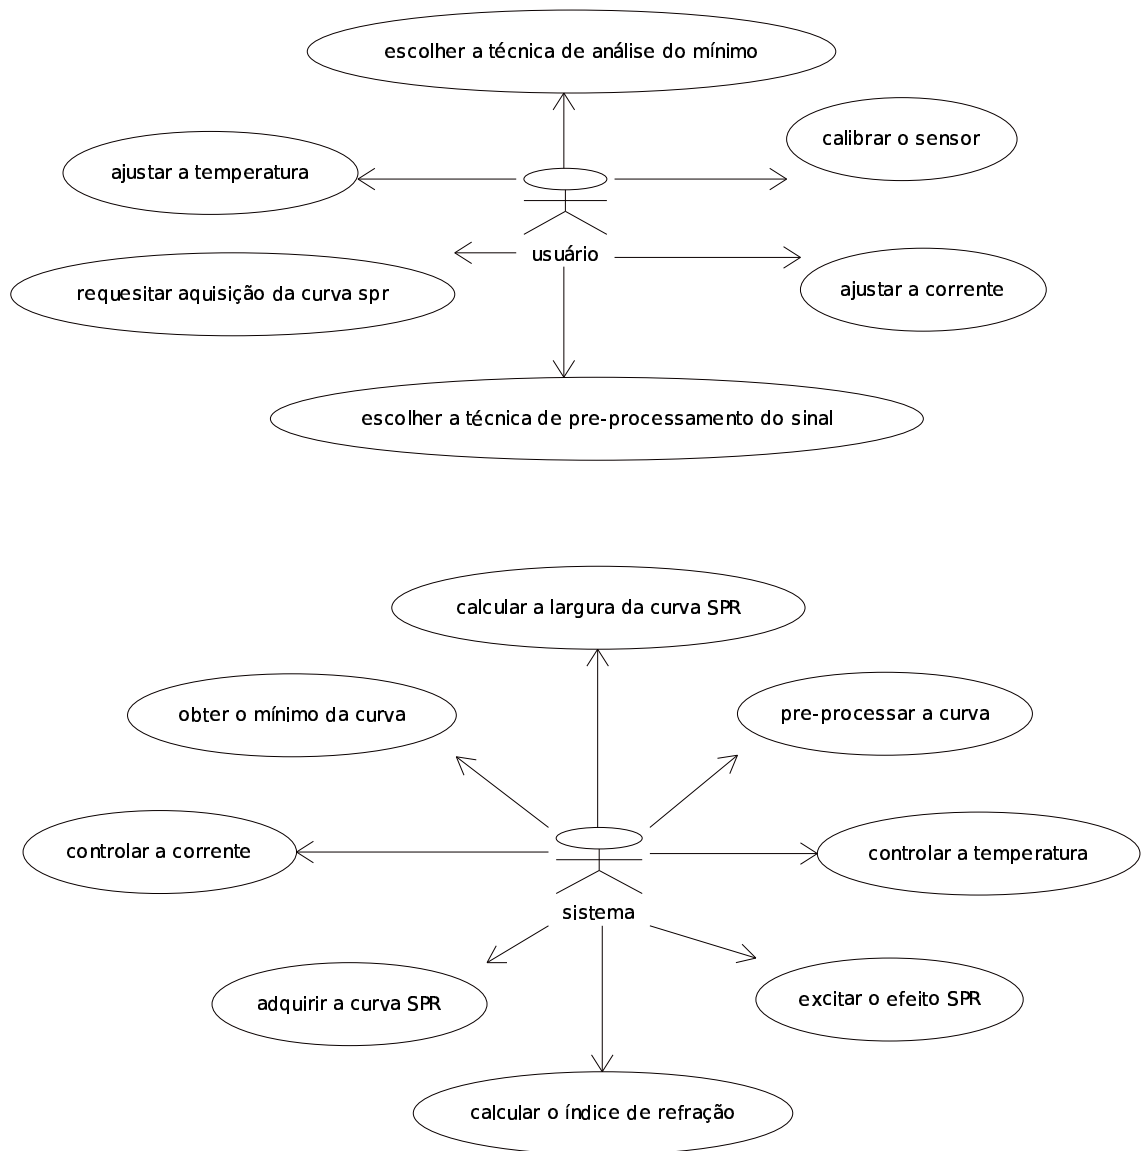 escolher a técnica de análise do mínimo
calibrar o sensor
ajustar a temperatura
usuário
requesitar aquisição da curva spr
ajustar a corrente
escolher a técnica de pre-processamento do sinal
calcular a largura da curva SPR
obter o mínimo da curva
pre-processar a curva
controlar a corrente
controlar a temperatura
sistema
adquirir a curva SPR
excitar o efeito SPR
calcular o índice de refração